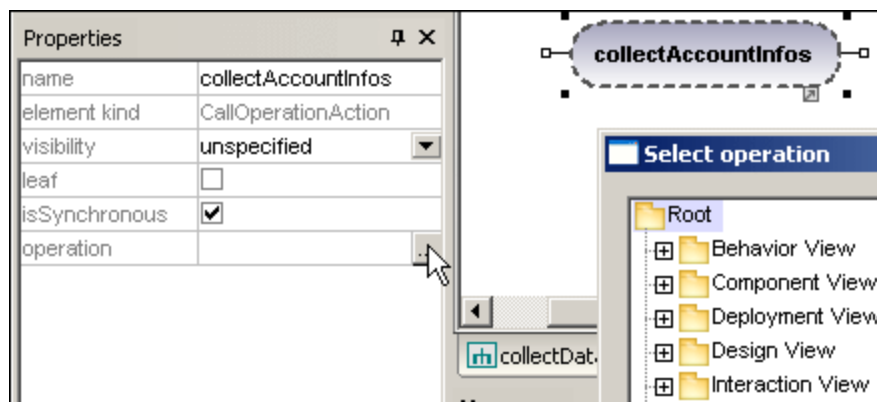 Properties
name collectAccountInfos
element kind CallOperationAction
visibility unspecified
leaf
isSynchronous
operation ...
collectAccountInfos
Select operation
Root
Behavior View
Component View
Deployment View
Design View
Interaction View
collectDat